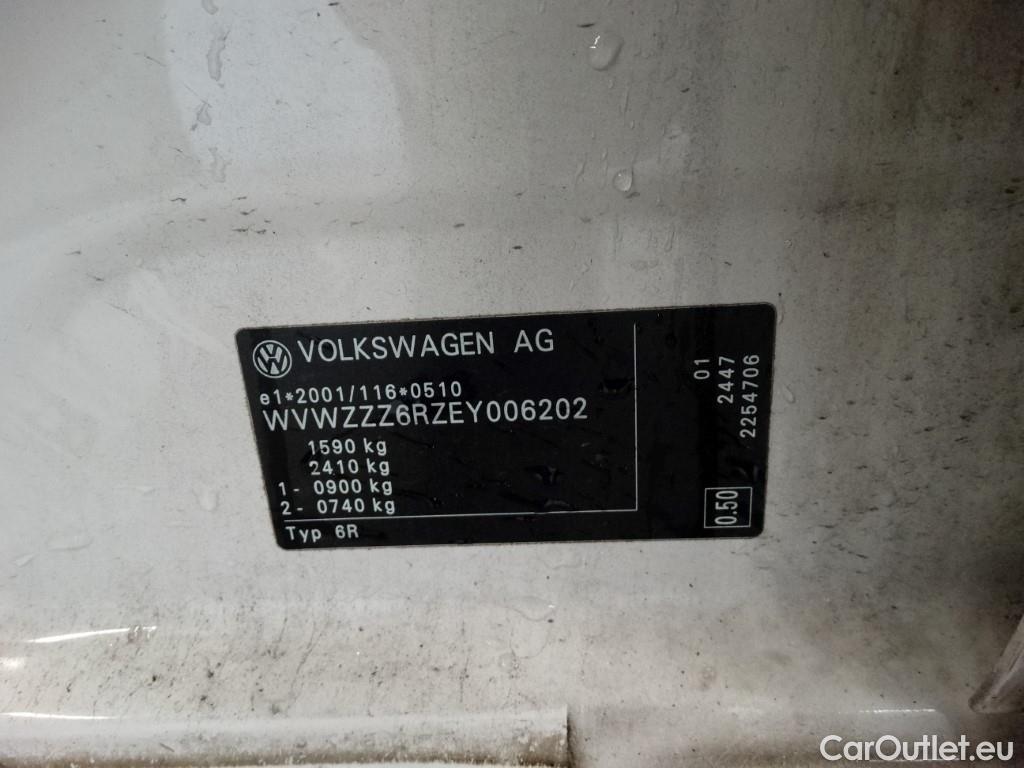 VOLKSWAGEN AG
e1*2001/116*0510
WVWZZZ6RZEY006202
1590 kg
2410 kg
1 - 0900 kg
2 - 0740 kg
Typ 6R
01
2447
2254706
0.50
CarOutlet.eu